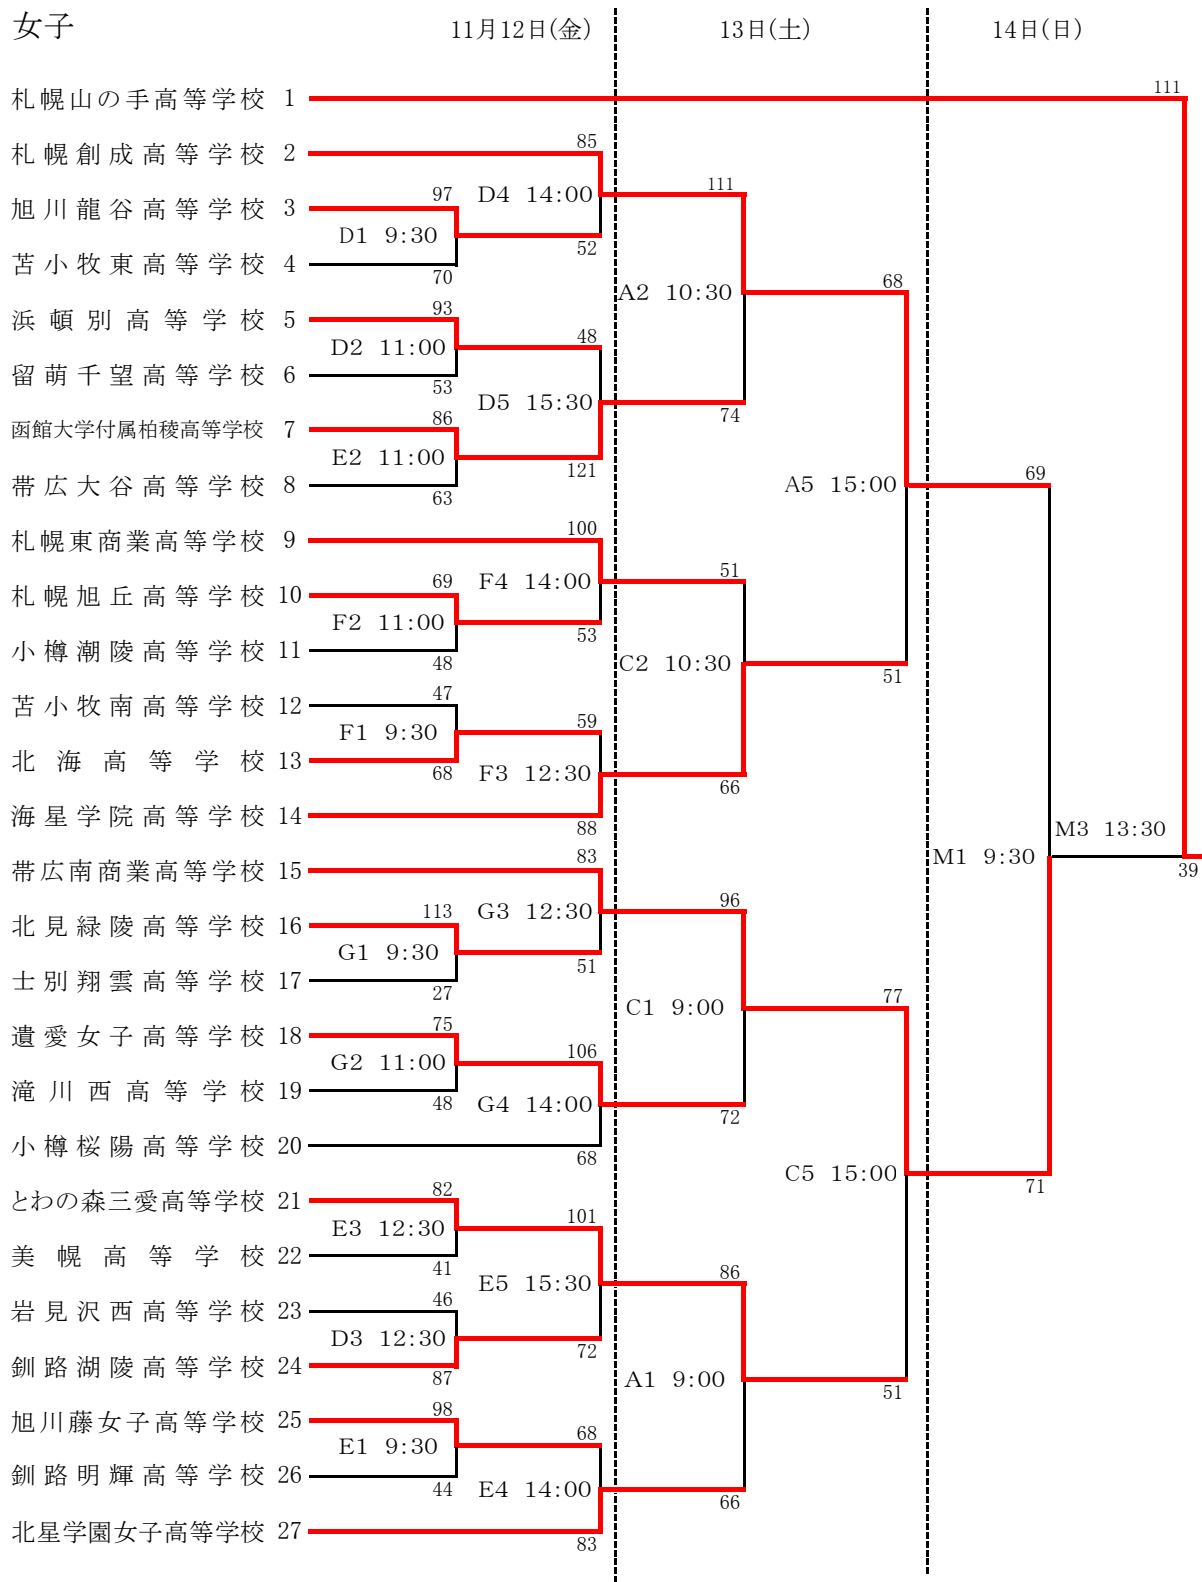 女子 11月12日(金) 13日(土) 14日(日)
111
札幌山の手高等学校 1
85
札幌創成高等学校 2
111
97 D4 14:00
旭川龍谷高等学校 3
D1 9:30
52
苫小牧東高等学校 4
70
68
A2 10:30
93
浜頓別高等学校 5
48
D2 11:00
留萌千望高等学校 6
53
D5 15:30
74
86
函館大学付属柏稜高等学校 7
E2 11:00
121 69
帯広大谷高等学校 8 A5 15:00
63
100
札幌東商業高等学校 9
51
69 F4 14:00
札幌旭丘高等学校 10
F2 11:00
53
小樽潮陵高等学校 11
48 C2 10:30
51
47
苫小牧南高等学校 12
59
F1 9:30
北海高等学校 13
68 F3 12:30
66
海星学院高等学校 14
88 M3 13:30
83 M1 9:30
帯広南商業高等学校 15 39
96
113 G3 12:30
北見緑陵高等学校 16
G1 9:30
51
士別翔雲高等学校 17
27 77
C1 9:00
75
遺愛女子高等学校 18
106
G2 11:00
滝川西高等学校 19
48 G4 14:00
72
小樽桜陽高等学校 20
68
C5 15:00
82 71
とわの森三愛高等学校 21
101
E3 12:30
美幌高等学校 22
41 86
E5 15:30
46
岩見沢西高等学校 23
D3 12:30
72
釧路湖陵高等学校 24
87 A1 9:00
51
98
旭川藤女子高等学校 25
68
E1 9:30
釧路明輝高等学校 26
44 E4 14:00
66
北星学園女子高等学校 27
83